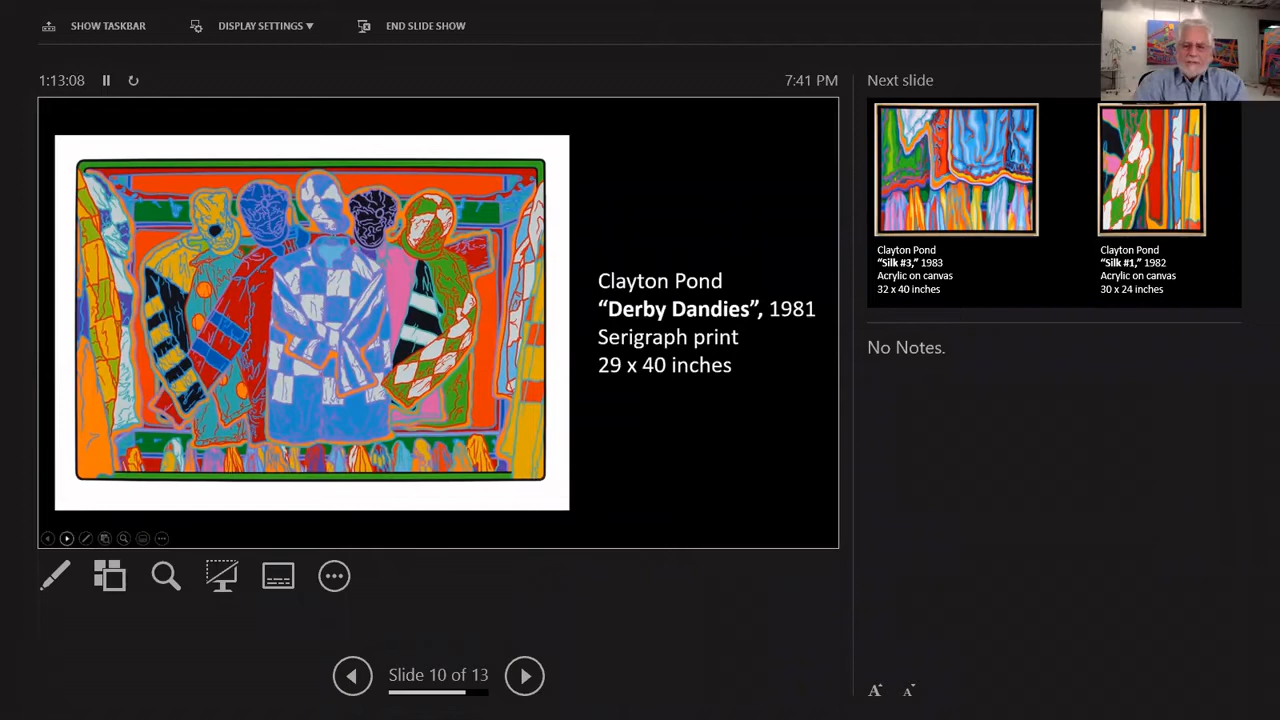 SHOW TASKBAR
DISPLAY SETTINGS ▼
END SLIDE SHOW
1:13:08
7:41 PM
Next slide
Clayton Pond
“Derby Dandies”, 1981
Serigraph print
29 x 40 inches
Clayton Pond
“Silk #3,” 1983
Acrylic on canvas
32 x 40 inches
Clayton Pond
“Silk #1,” 1982
Acrylic on canvas
30 x 24 inches
No Notes.
Slide 10 of 13
A A